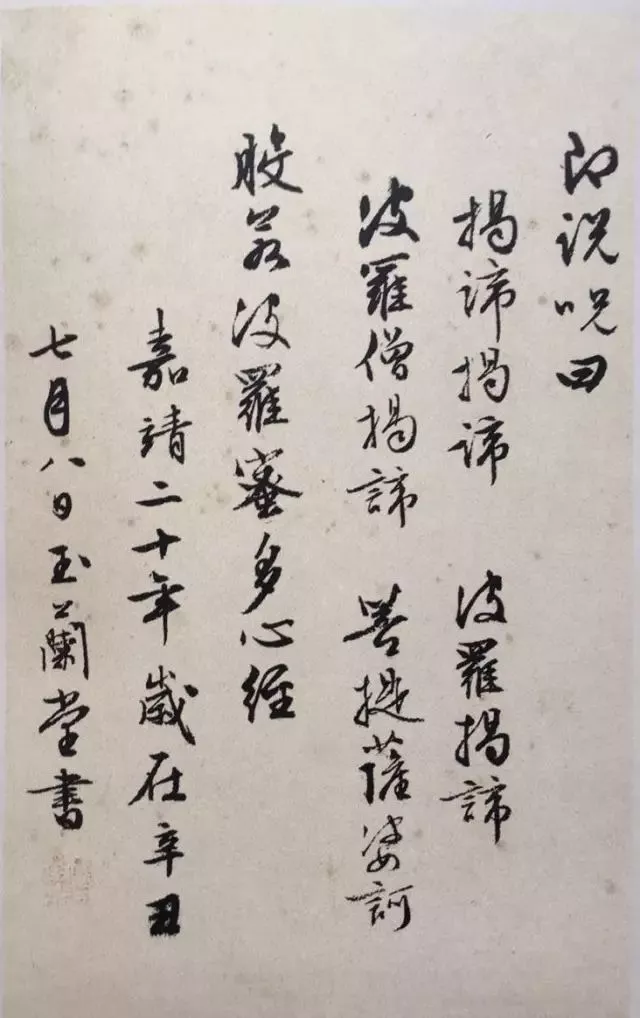 即説呪曰
揭諦揭諦 波羅揭諦
波羅僧揭諦 菩提薩婆訶
般若波羅蜜多心經
嘉靖二十年歲在辛丑
七月八日玉蘭堂書